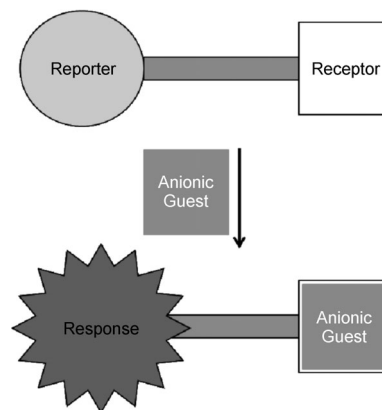 Reporter
Receptor
Anionic
Guest
Response
Anionic
Guest